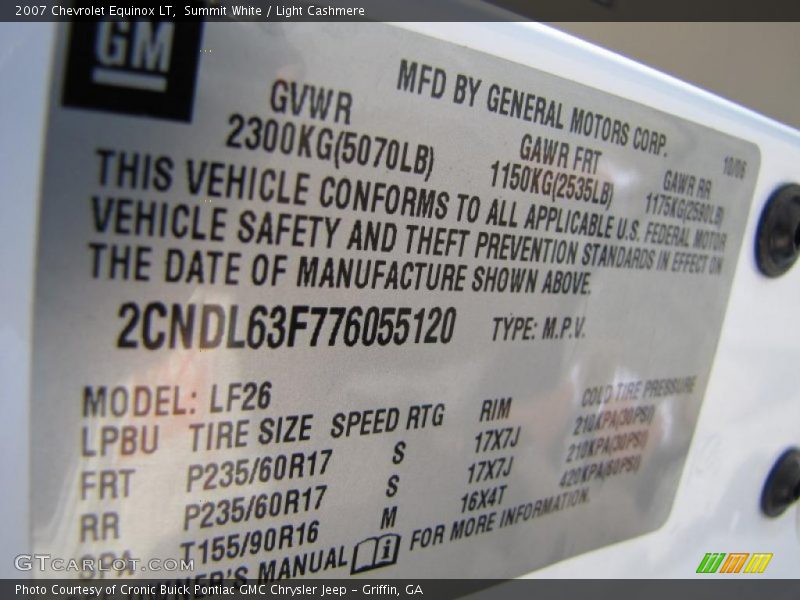 2007 Chevrolet Equinox LT, Summit White / Light Cashmere
GM
MFD BY GENERAL MOTORS CORP.
10/06
GVWR GAWR FRT GAWR RR
2300KG(5070LB) 1150KG(2535LB) 1175KG(2590LB)
THIS VEHICLE CONFORMS TO ALL APPLICABLE U.S. FEDERAL MOTOR
VEHICLE SAFETY AND THEFT PREVENTION STANDARDS IN EFFECT ON
THE DATE OF MANUFACTURE SHOWN ABOVE.
2CNDL63F776055120 TYPE: M.P.V.
MODEL: LF26
LPBU TIRE SIZE SPEED RTG RIM COLD TIRE PRESSURE
FRT P235/60R17 S 17X7J 210KPA(30PSI)
RR P235/60R17 S 17X7J 210KPA(30PSI)
SPA T155/90R16 M 16X4T 420KPA(60PSI)
OWNER'S MANUAL FOR MORE INFORMATION.
GTCarlot.com
Photo Courtesy of Cronic Buick Pontiac GMC Chrysler Jeep - Griffin, GA